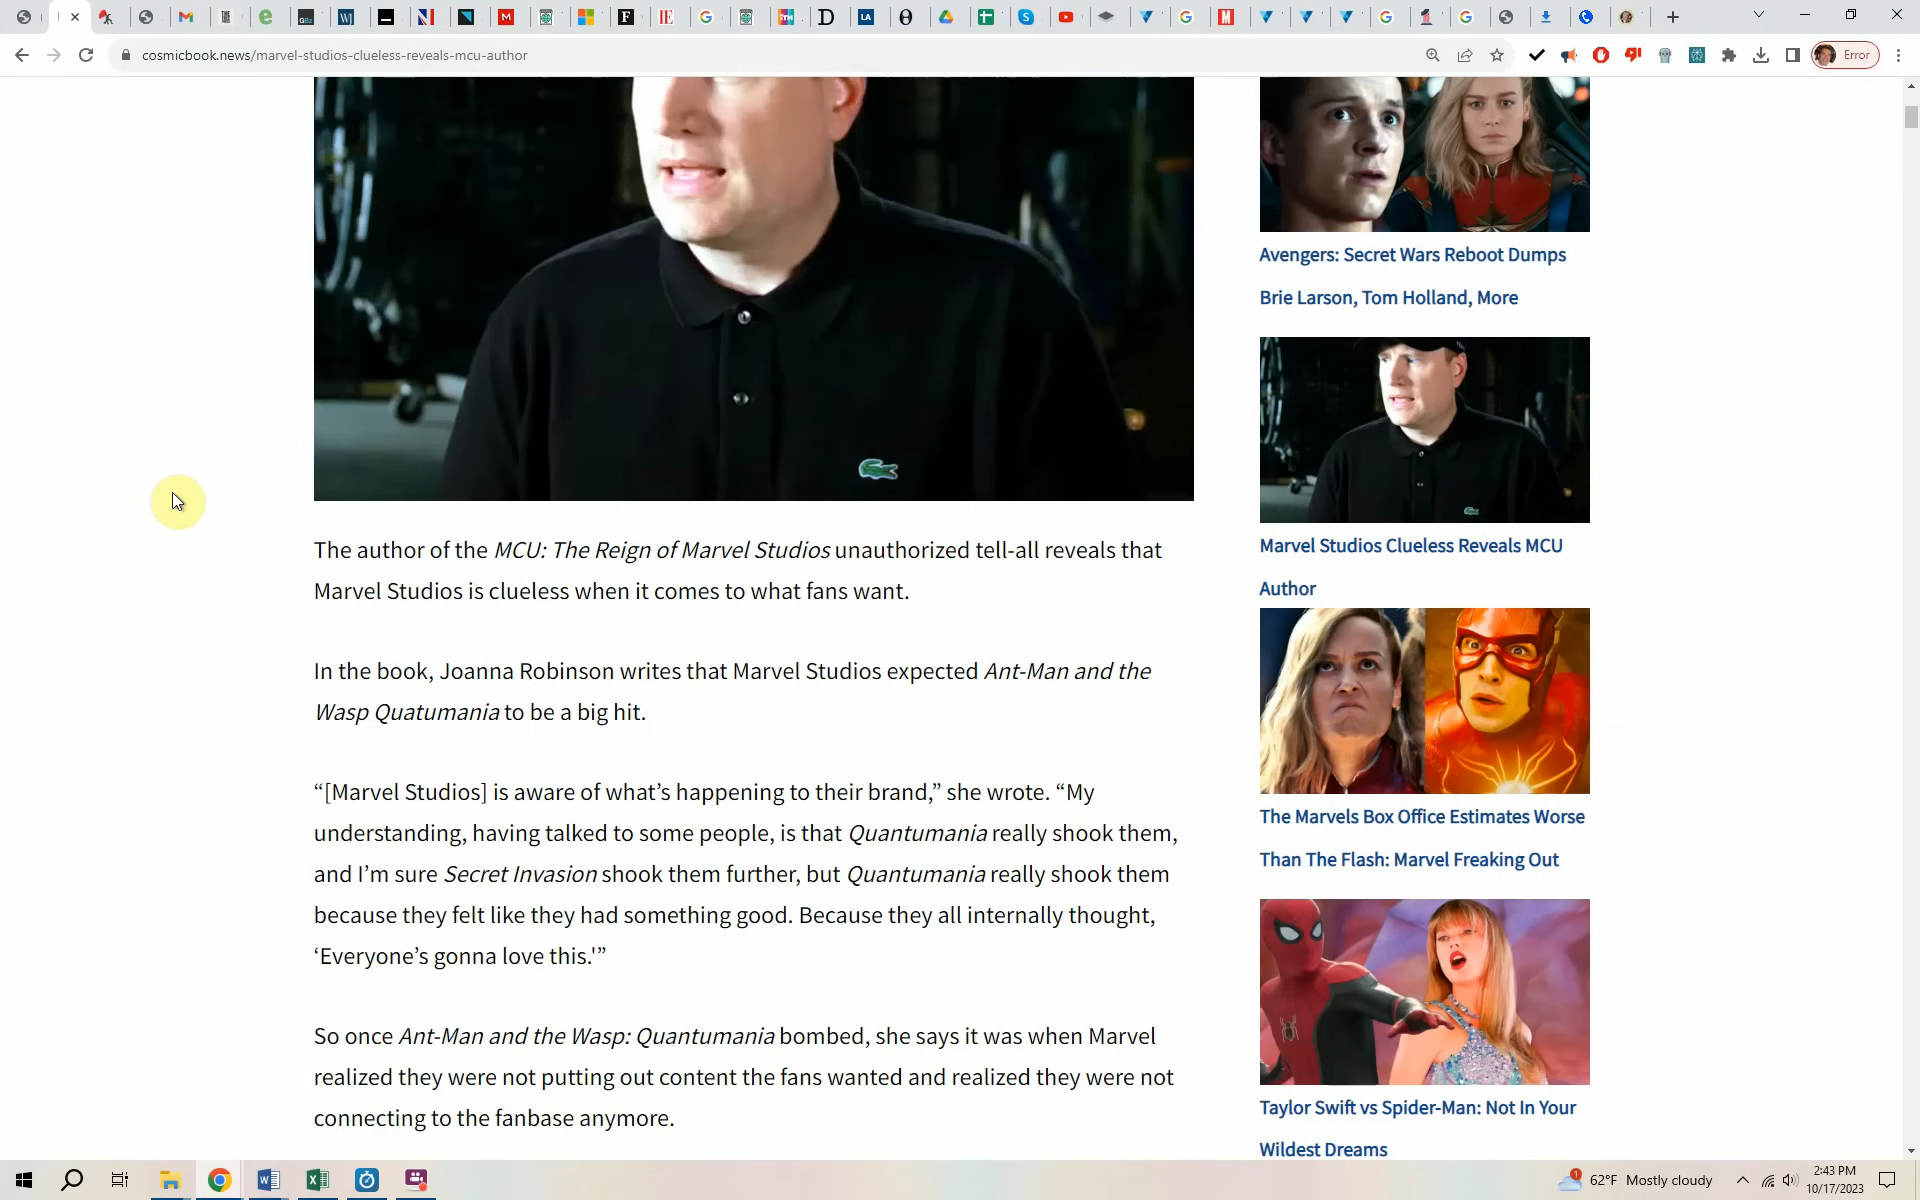 cosmicbook.news/marvel-studios-clueless-reveals-mcu-author
Error
The author of the MCU: The Reign of Marvel Studios unauthorized tell-all reveals that
Marvel Studios is clueless when it comes to what fans want.
In the book, Joanna Robinson writes that Marvel Studios expected Ant-Man and the
Wasp Quatumania to be a big hit.
“[Marvel Studios] is aware of what’s happening to their brand,” she wrote. “My
understanding, having talked to some people, is that Quantumania really shook them,
and I’m sure Secret Invasion shook them further, but Quantumania really shook them
because they felt like they had something good. Because they all internally thought,
‘Everyone’s gonna love this.'”
So once Ant-Man and the Wasp: Quantumania bombed, she says it was when Marvel
realized they were not putting out content the fans wanted and realized they were not
connecting to the fanbase anymore.
Avengers: Secret Wars Reboot Dumps
Brie Larson, Tom Holland, More
Marvel Studios Clueless Reveals MCU
Author
The Marvels Box Office Estimates Worse
Than The Flash: Marvel Freaking Out
Taylor Swift vs Spider-Man: Not In Your
Wildest Dreams
1
62°F Mostly cloudy
2:43 PM
10/17/2023